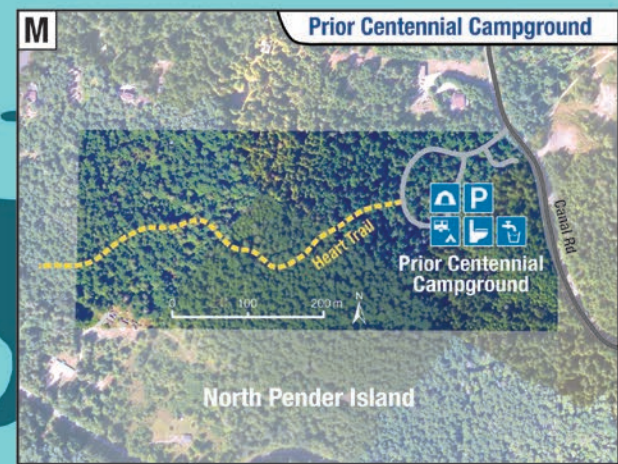 M
Prior Centennial Campground
Canal Rd
P
Heart Trail
Prior Centennial
Campground
0 100 200 m
N
North Pender Island